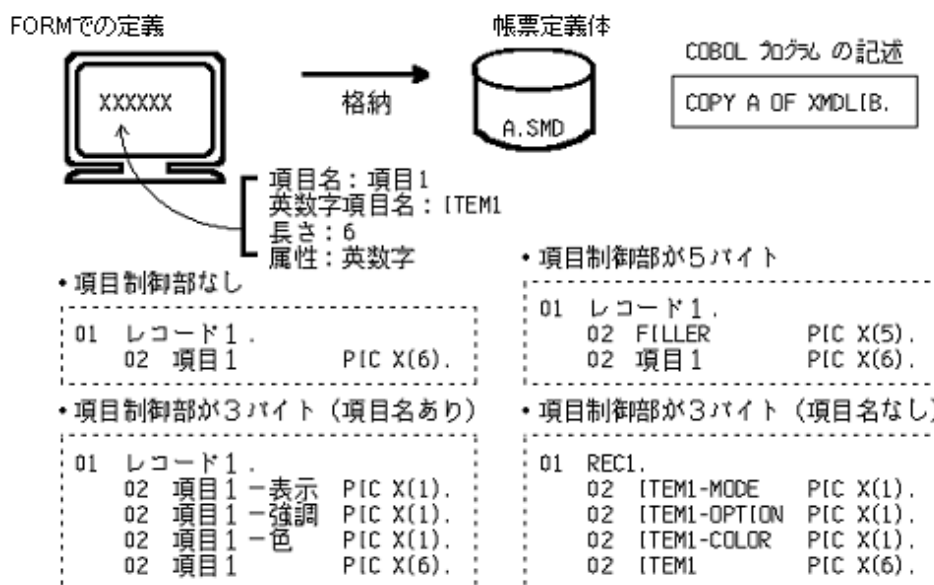 FORMでの定義
帳票定義体
COBOL プログラム の記述
XXXXXX
格納
A.SMD
COPY A OF XMDLIB.
項目名：項目1
英数字項目名：ITEM1
長さ：6
属性：英数字
・項目制御部なし
01 レコード1.
02 項目1 PIC X(6).
・項目制御部が5バイト
01 レコード1.
02 FILLER PIC X(5).
02 項目1 PIC X(6).
・項目制御部が3バイト（項目名あり）
01 レコード1.
02 項目1－表示 PIC X(1).
02 項目1－強調 PIC X(1).
02 項目1－色 PIC X(1).
02 項目1 PIC X(6).
・項目制御部が3バイト（項目名なし）
01 REC1.
02 ITEM1-MODE PIC X(1).
02 ITEM1-OPTION PIC X(1).
02 ITEM1-COLOR PIC X(1).
02 ITEM1 PIC X(6).